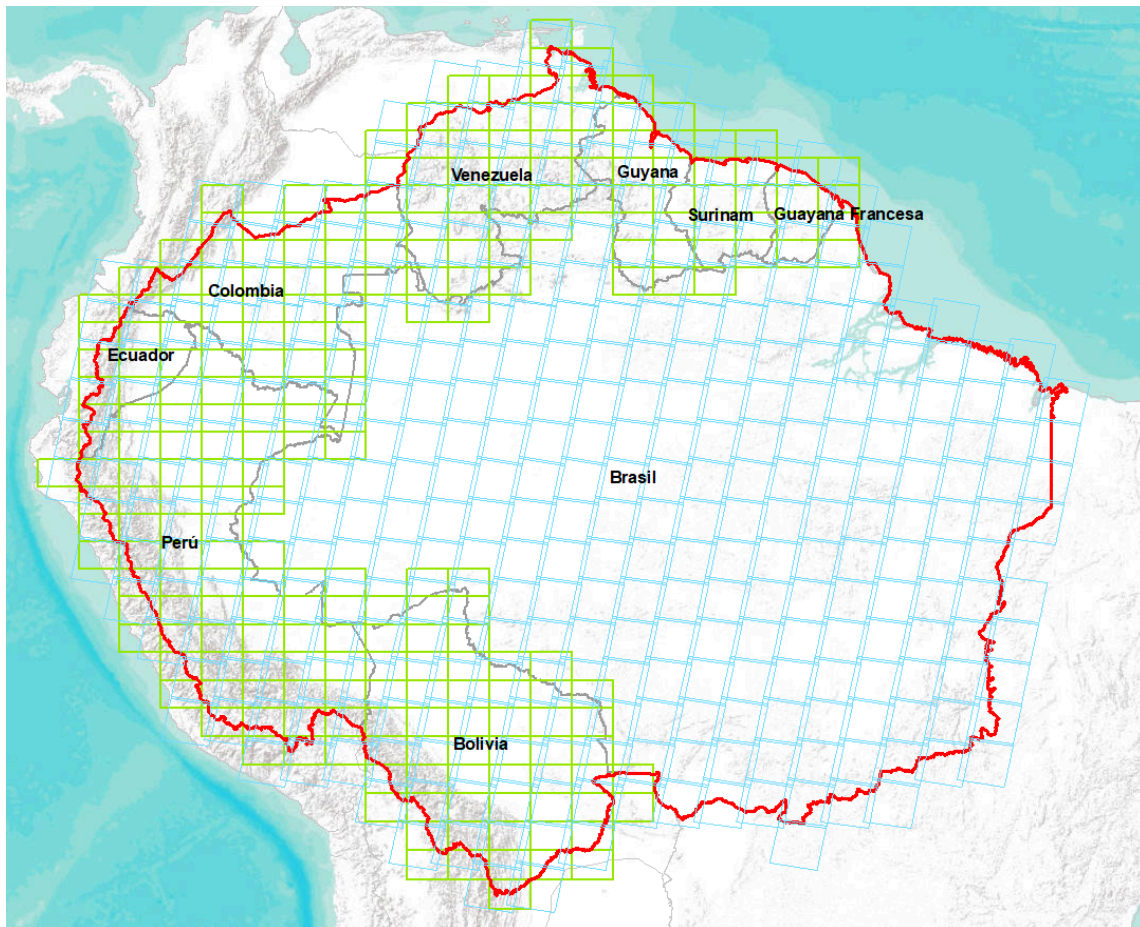 Venezuela
Guyana
Surinam
Guayana Francesa
Colombia
Ecuador
Brasil
Perú
Bolivia